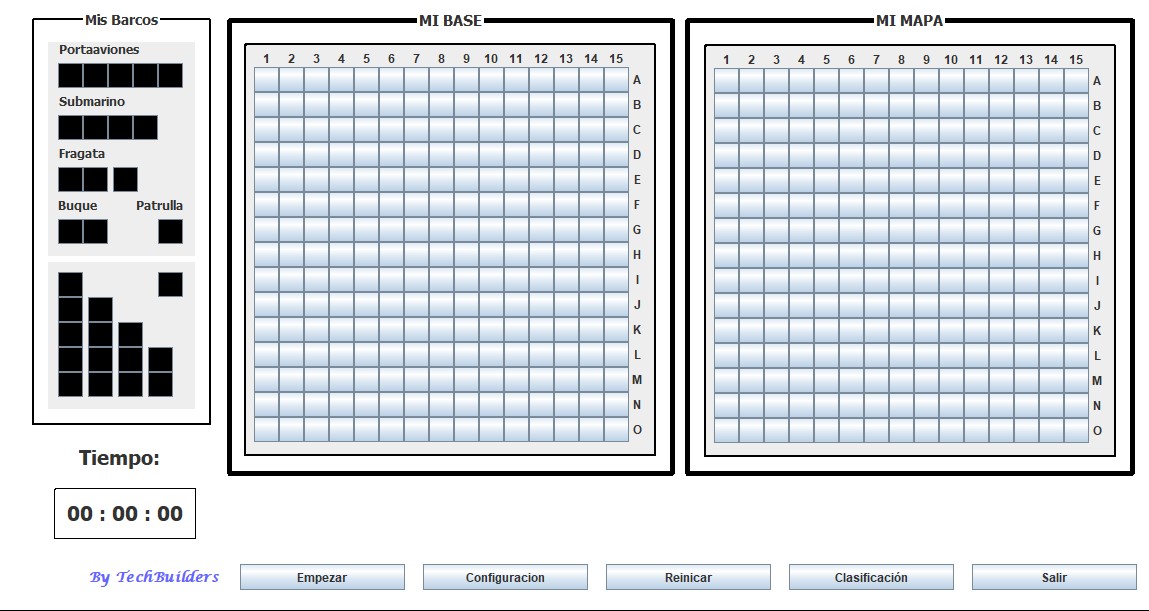 Mis Barcos
Portaaviones
Submarino
Fragata
Buque Patrulla
Tiempo:
00 : 00 : 00
By TechBuilders
MI BASE
1 2 3 4 5 6 7 8 9 10 11 12 13 14 15
A
B
C
D
E
F
G
H
I
J
K
L
M
N
O
MI MAPA
1 2 3 4 5 6 7 8 9 10 11 12 13 14 15
A
B
C
D
E
F
G
H
I
J
K
L
M
N
O
Empezar Configuracion Reinicar Clasificación Salir